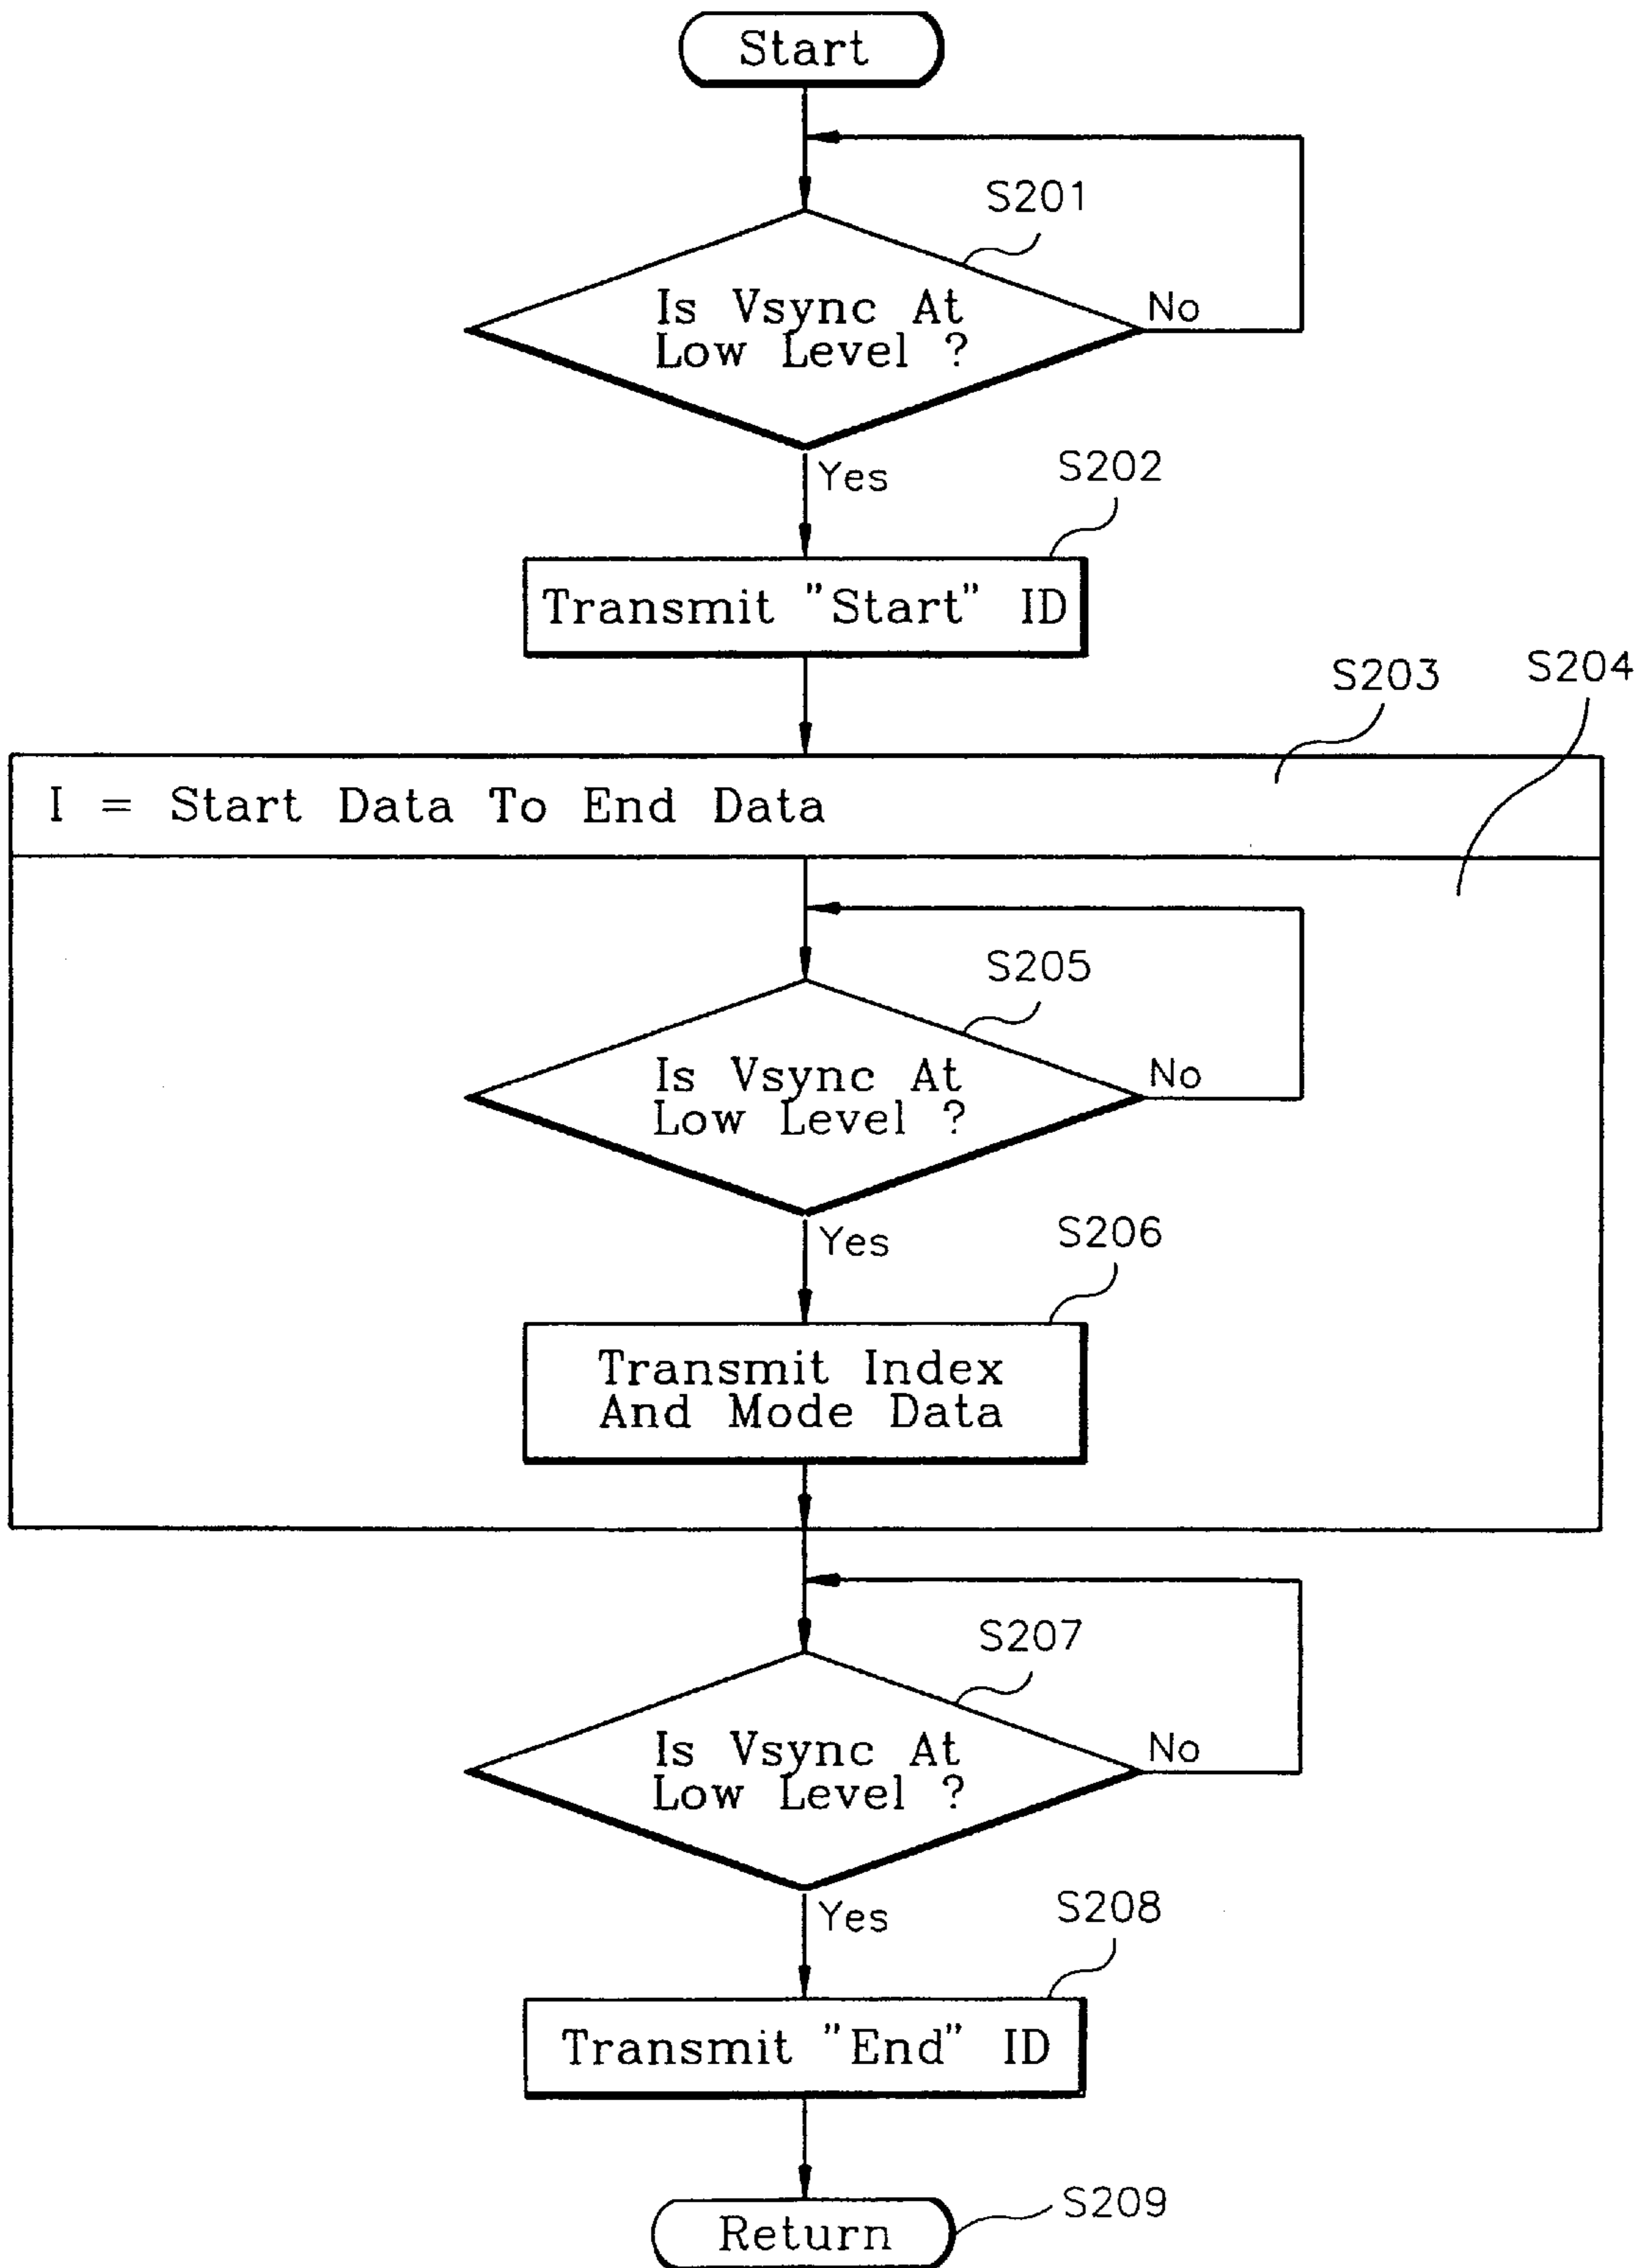 Start
S201
Is Vsync At
Low Level ?
No
Yes
S202
Transmit "Start" ID
S203
S204
I = Start Data To End Data
S205
Is Vsync At
Low Level ?
No
Yes
S206
Transmit Index
And Mode Data
S207
Is Vsync At
Low Level ?
No
Yes
S208
Transmit "End" ID
Return
S209